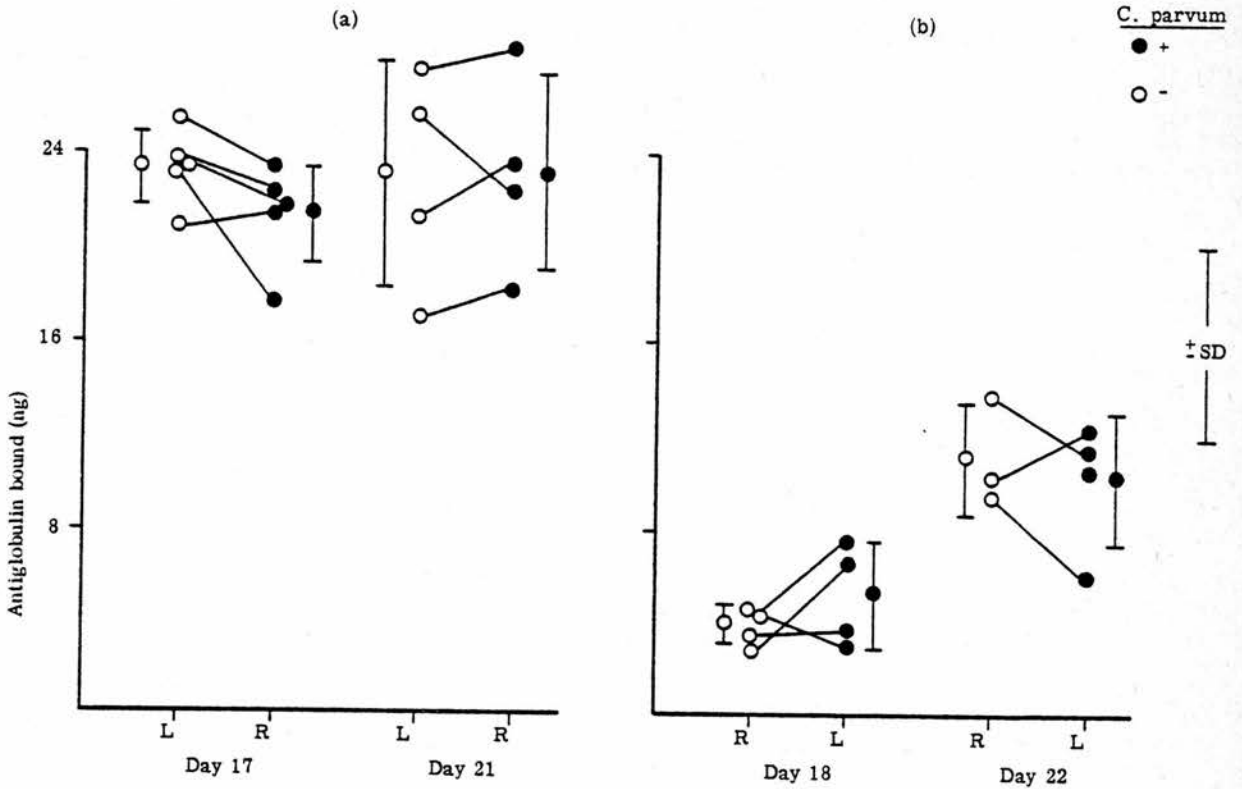 (a)
(b)
C. parvum
+
-
24
16
8
Antiglobulin bound (ng)
± SD
L
R
L
R
Day 17
Day 21
R
L
R
L
Day 18
Day 22